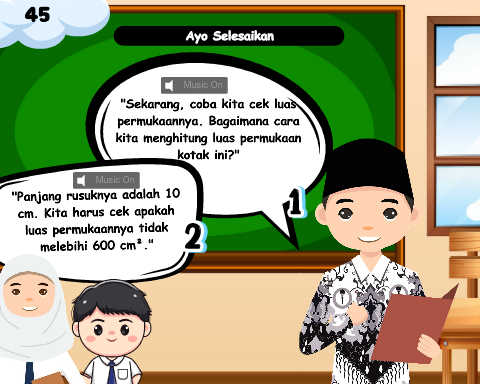 45
Ayo Selesaikan
Music On
"Sekarang, coba kita cek luas
permukaannya. Bagaimana cara
kita menghitung luas permukaan
kotak ini?"
1
Music On
"Panjang rusuknya adalah 10
cm. Kita harus cek apakah
luas permukaannya tidak
melebihi 600 cm²."
2